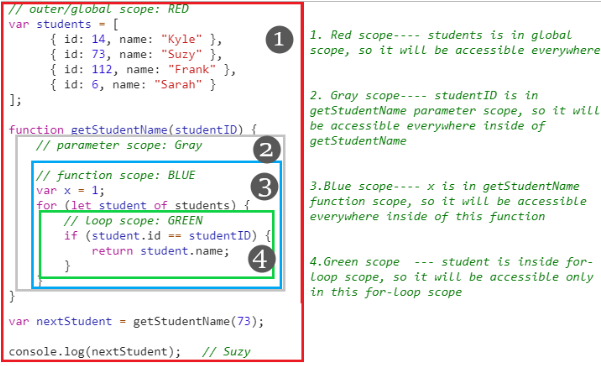 // outer/global scope: RED
var students = [
{ id: 14, name: "Kyle" },
{ id: 73, name: "Suzy" },
{ id: 112, name: "Frank" },
{ id: 6, name: "Sarah" }
];
1
function getStudentName(studentID) {
// parameter scope: Gray
2
// function scope: BLUE
3
var x = 1;
for (let student of students) {
// loop scope: GREEN
if (student.id == studentID) {
return student.name;
}
4
}
}
var nextStudent = getStudentName(73);
console.log(nextStudent);   // Suzy
1. Red scope---- students is in global
scope, so it will be accessible everywhere
2. Gray scope---- studentID is in
getStudentName parameter scope, so it will
be accessible everywhere inside of
getStudentName
3.Blue scope---- x is in getStudentName
function scope, so it will be accessible
everywhere inside of this function
4.Green scope  --- student is inside for-
loop scope, so it will be accessible only
in this for-loop scope